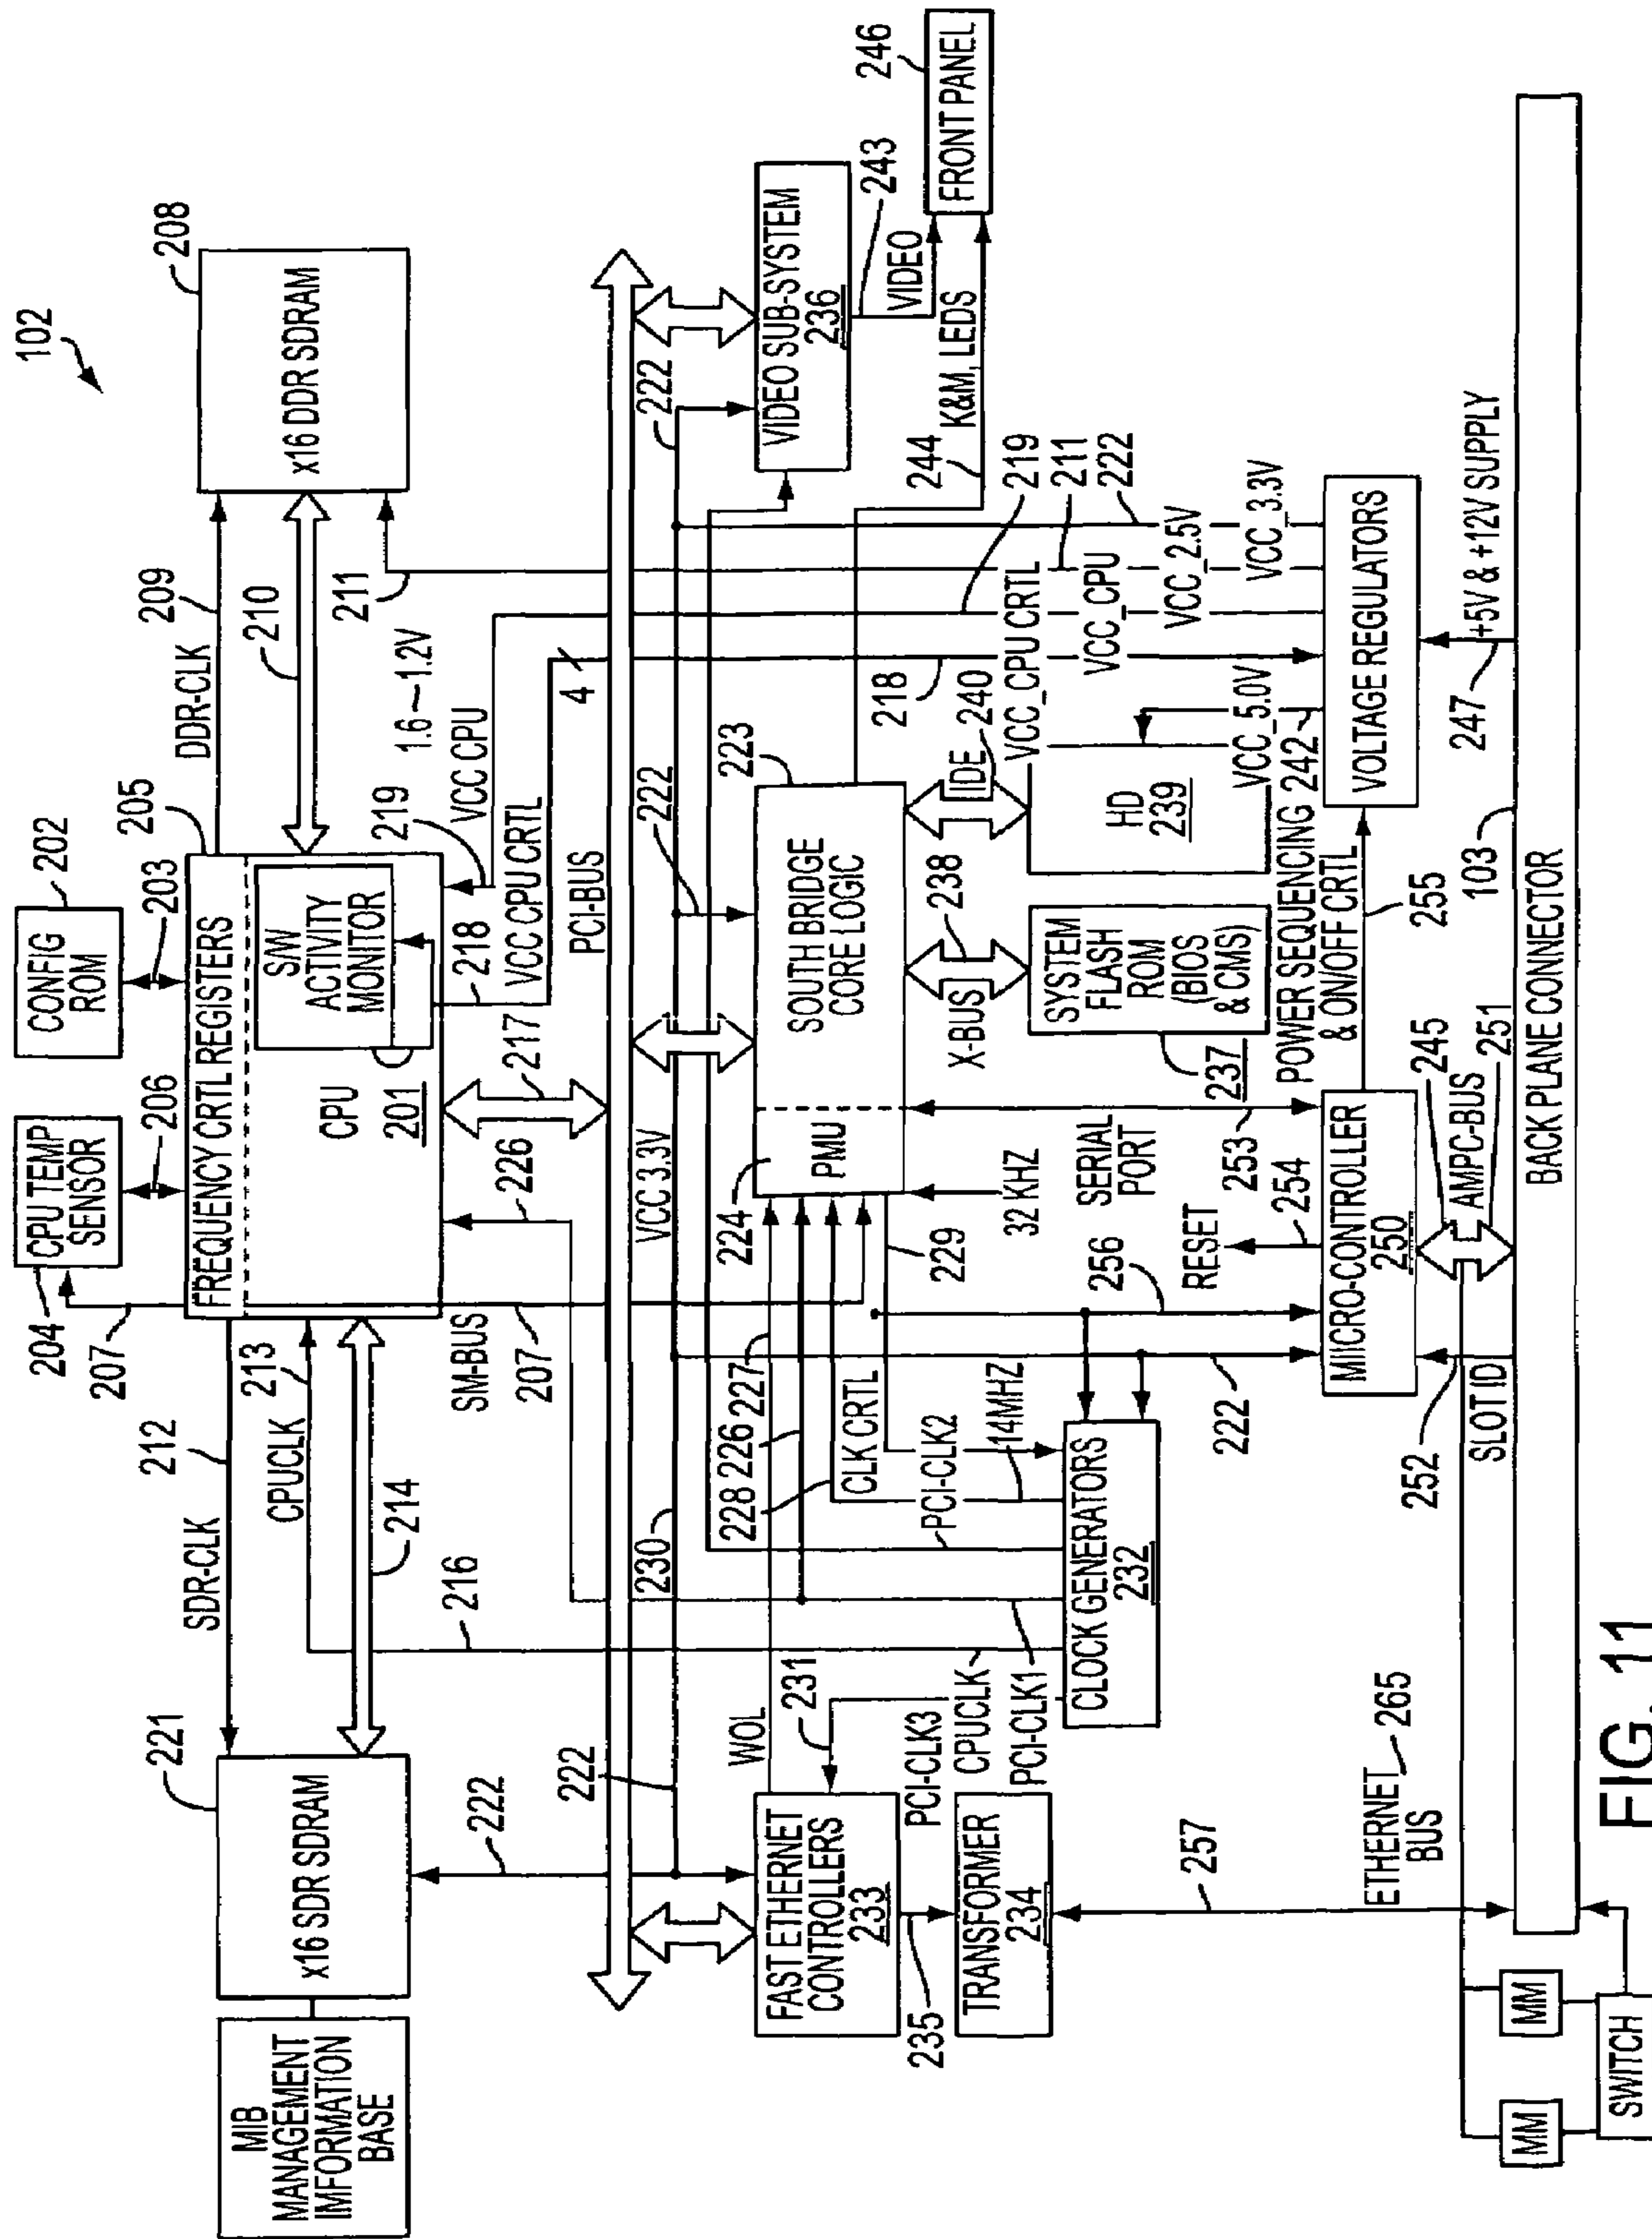 102
MIB
MANAGEMENT
IMFORMATION
BASE
x16 SDR SDRAM
221
SDR-CLK
212
CPUCLK
213
214
216
207
204
CPU TEMP
SENSOR
206
CONFIG
ROM
202
203
205
FREQUENCY CRTL REGISTERS
S/W
ACTIVITY
MONITOR
CPU
201
DDR-CLK
209
210
x16 DDR SDRAM
208
211
1.6~1.2V
VCC CPU
219
218
VCC CPU CRTL
4
217
226
SM-BUS
207
PCI-BUS
VCC 3.3V
222
222
230
222
222
FAST ETHERNET
CONTROLLERS
233
235
TRANSFORMER
234
257
WOL
231
PCI-CLK3
CPUCLK
PCI-CLK1
227
226
228
CLK CRTL
PCI-CLK2
14MHZ
CLOCK GENERATORS
232
224
PMU
SOUTH BRIDGE
CORE LOGIC
223
229
32 KHZ
256
222
SERIAL
PORT
253
X-BUS
238
SYSTEM
FLASH
ROM
(BIOS
& CMS)
237
IDE
240
HD
239
VIDEO SUB-SYSTEM
236
243
VIDEO
K&M, LEDS
244
FRONT PANEL
246
218
219
211
222
VCC_CPU CRTL
VCC_CPU
VCC_2.5V
VCC_3.3V
VCC_5.0V
242
VOLTAGE REGULATORS
POWER SEQUENCING
& ON/OFF CRTL
255
RESET
254
MIICRO-CONTROLLER
250
252
SLOT ID
245
AMPC-BUS
251
103
247
+5V & +12V SUPPLY
ETHERNET
BUS
265
BACK PLANE CONNECTOR
MM
MM
SWITCH
FIG. 11